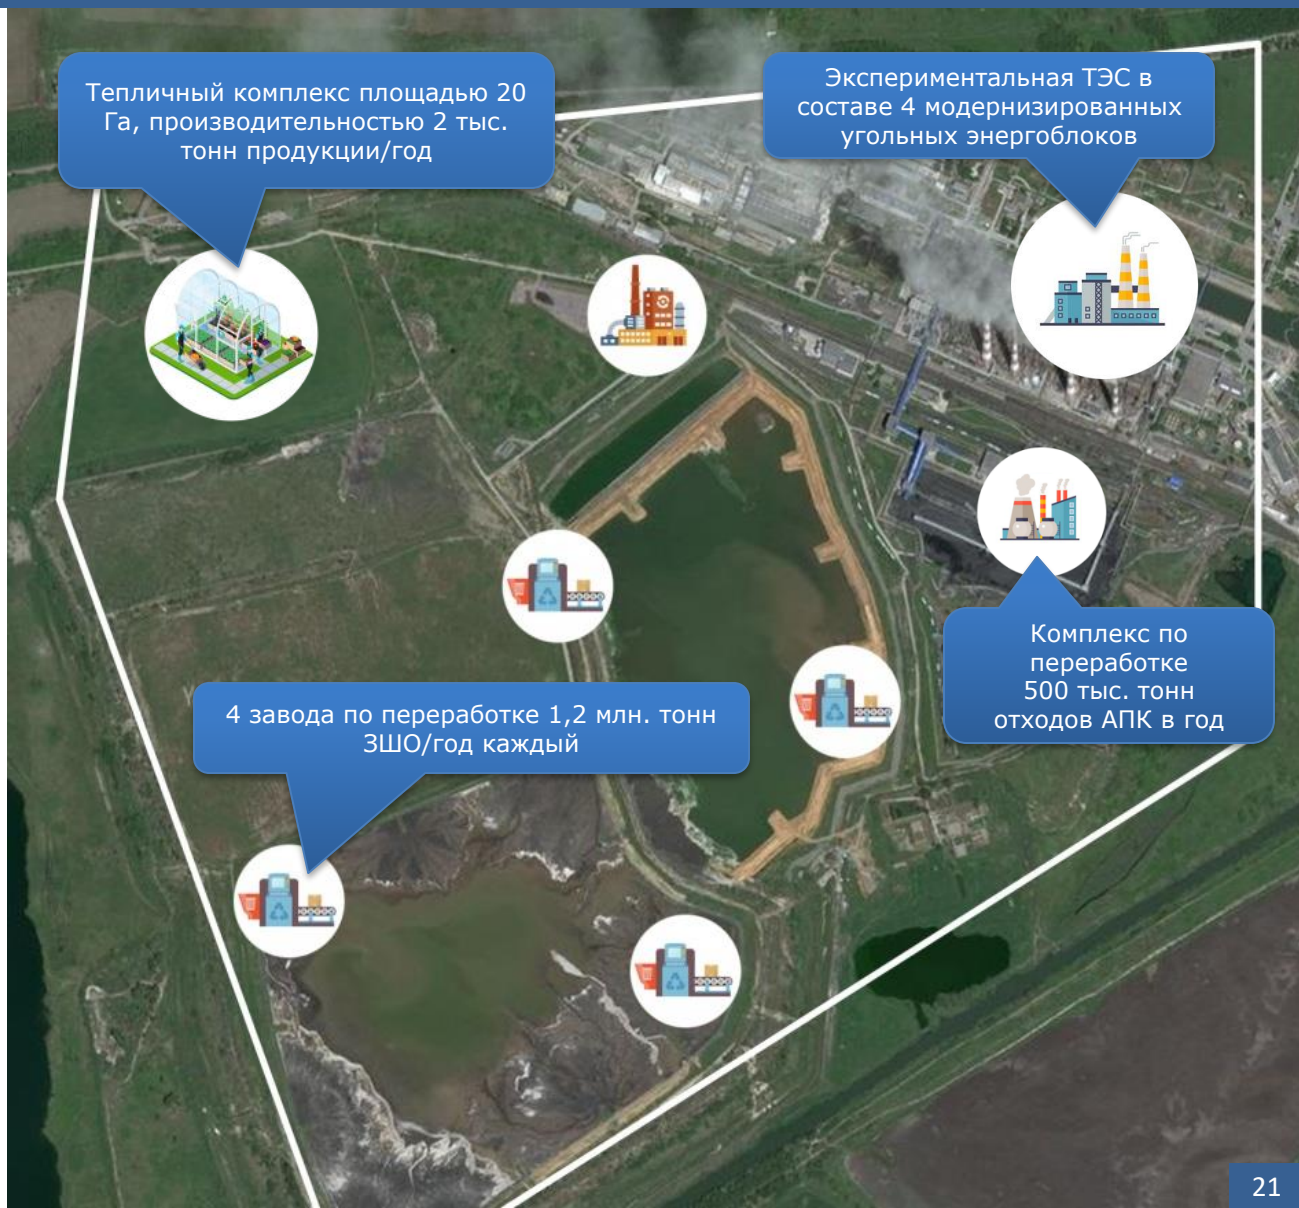 Тепличный комплекс площадью 20
Га, производительностью 2 тыс.
тонн продукции/год
Экспериментальная ТЭС в
составе 4 модернизированных
угольных энергоблоков
Комплекс по
переработке
500 тыс. тонн
отходов АПК в год
4 завода по переработке 1,2 млн. тонн
ЗШО/год каждый
21